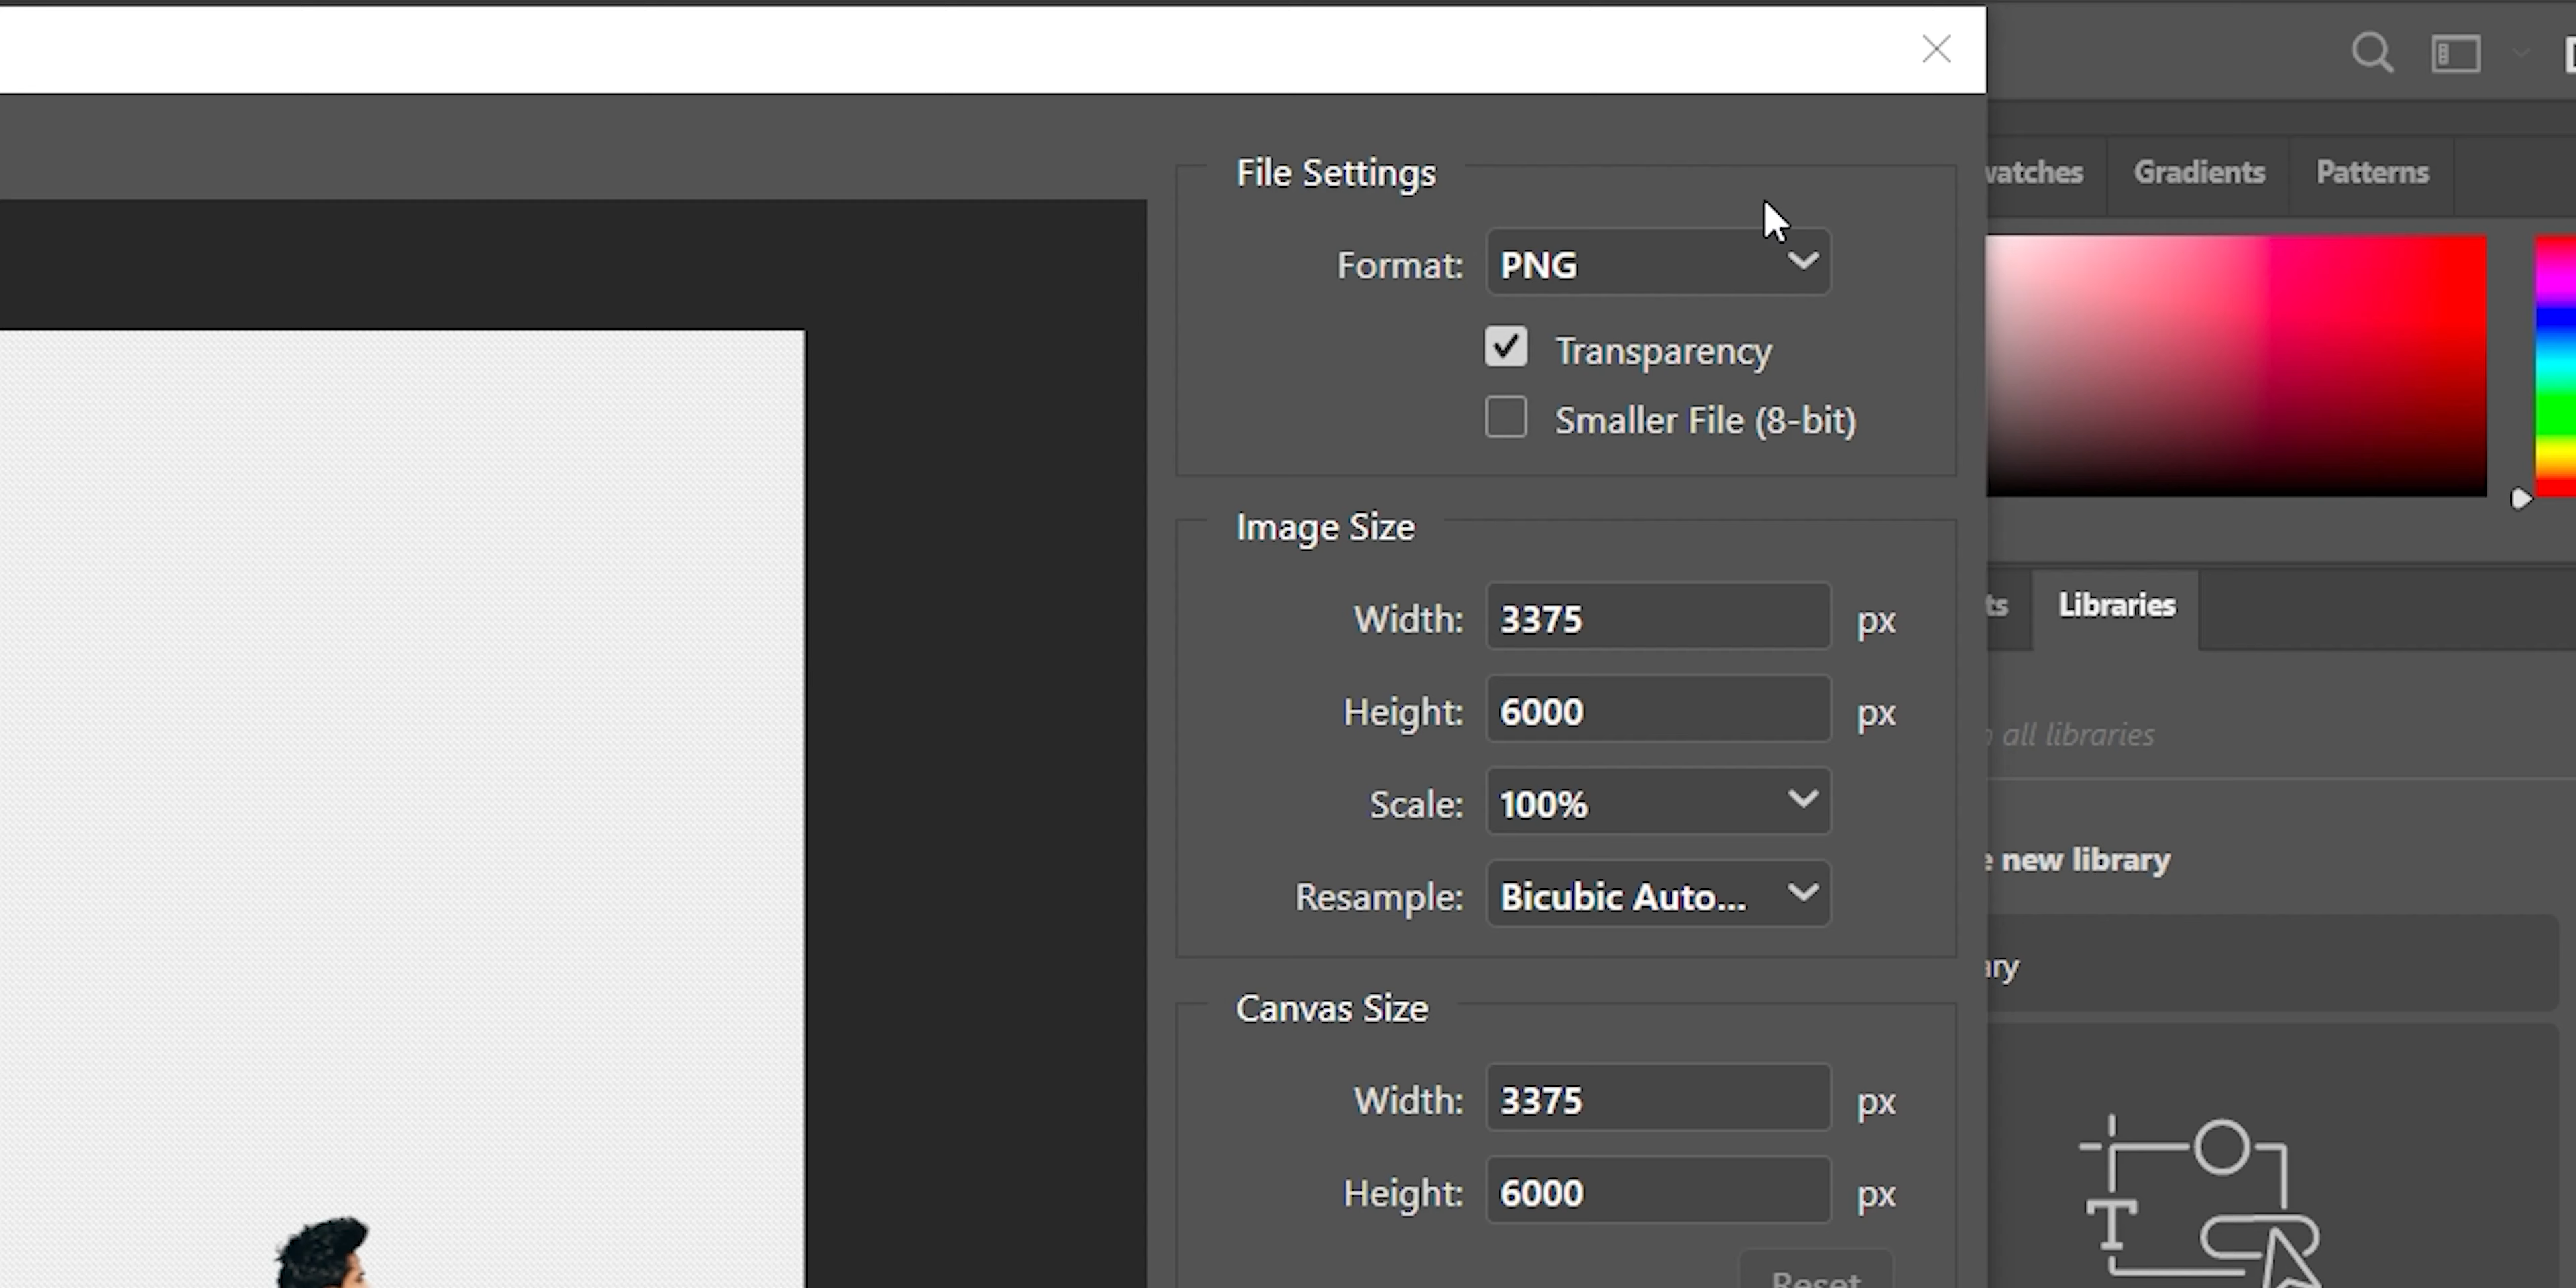 File Settings
Format: PNG
Transparency
Smaller File (8-bit)
Image Size
Width: 3375 px
Height: 6000 px
Scale: 100%
Resample: Bicubic Auto...
Canvas Size
Width: 3375 px
Height: 6000 px
Reset
watches Gradients Patterns
ts Libraries
all libraries
new library
ary
T